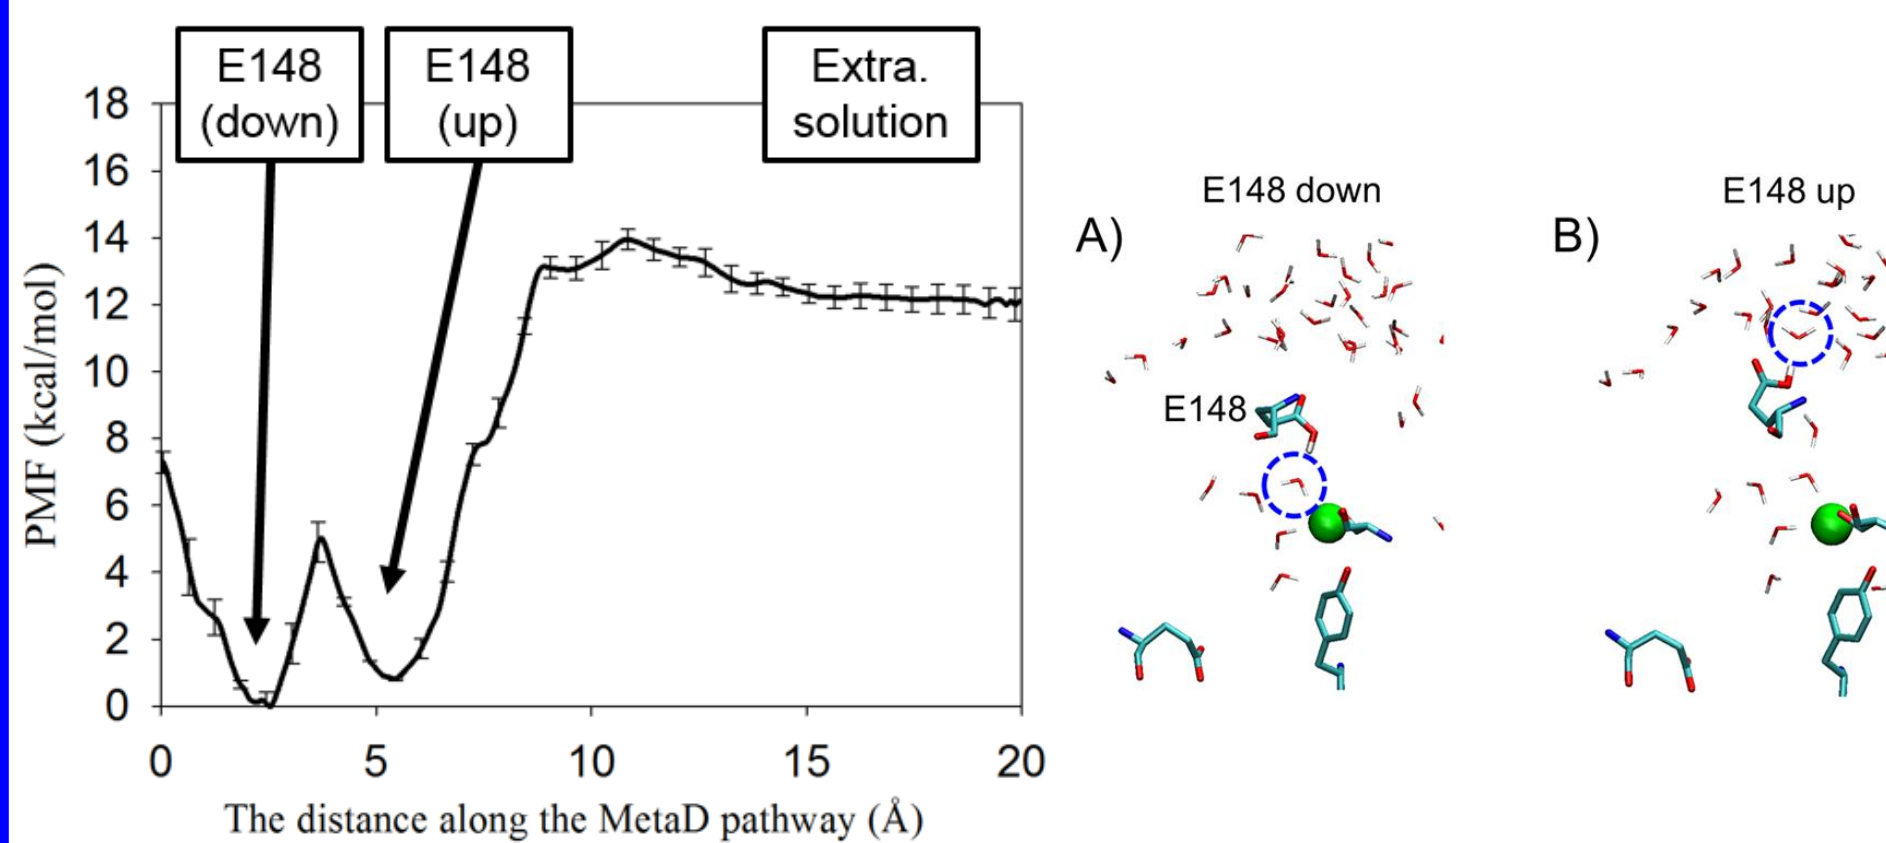 E148
(down)
E148
(up)
Extra.
solution
18
16
14
12
10
8
6
4
2
0
PMF (kcal/mol)
0 5 10 15 20
The distance along the MetaD pathway (Å)
E148 down
A)
E148
E148 up
B)